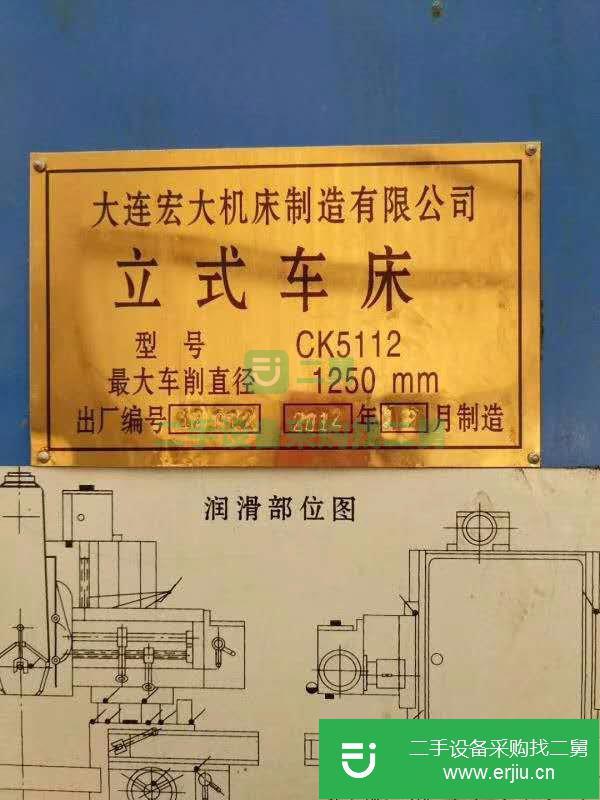 大连宏大机床制造有限公司
立式车床
型号 CK5112
最大车削直径 1250 mm
出厂编号 2012 年 12 月制造
润滑部位图
二手设备采购找二舅
www.erjiu.cn